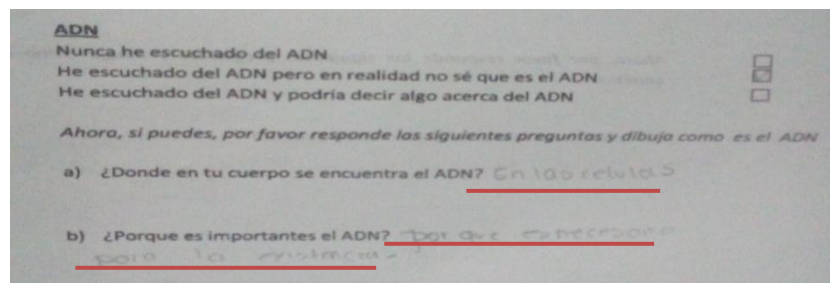 ADN
Nunca he escuchado del ADN
He escuchado del ADN pero en realidad no sé que es el ADN
He escuchado del ADN y podría decir algo acerca del ADN
Ahora, si puedes, por favor responde las siguientes preguntas y dibuja como es el ADN
a) ¿Donde en tu cuerpo se encuentra el ADN? En las celulas
b) ¿Porque es importantes el ADN? por que es necesario
para la existencia